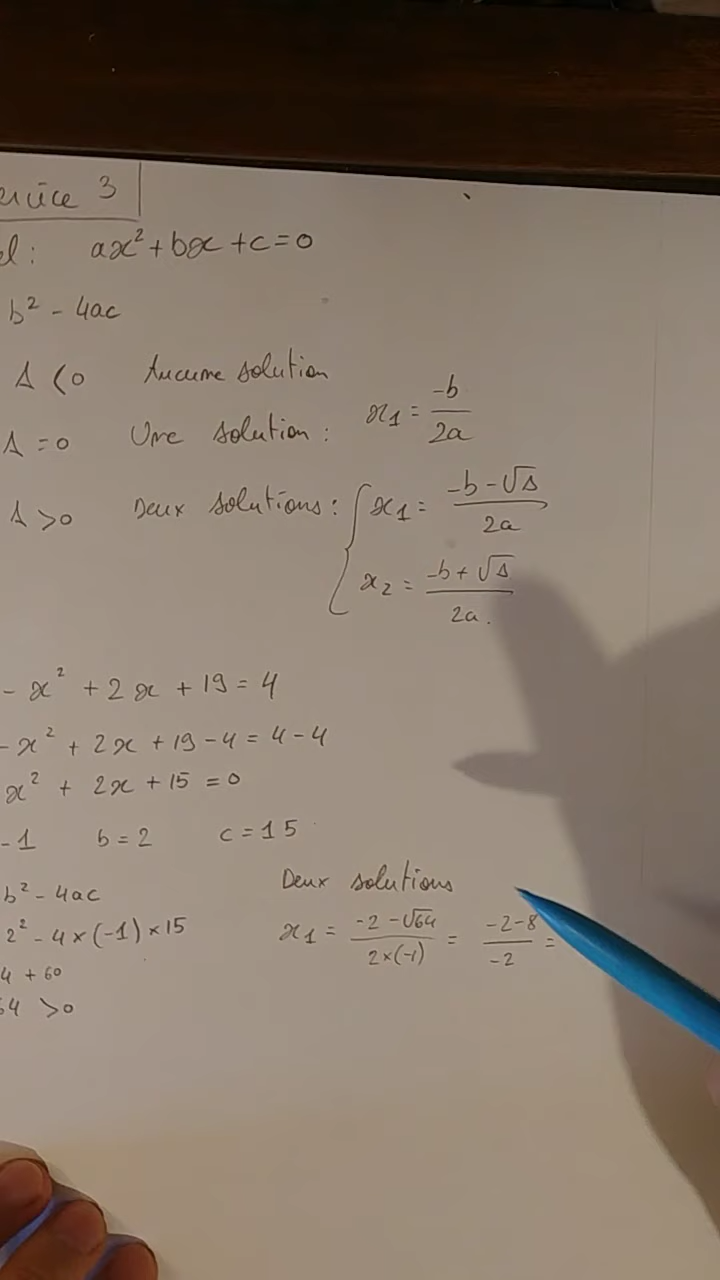 ercice 3
el : ax² + bx + c = 0
b² - 4ac
Δ < 0 Aucune solution
Δ = 0 Une solution : x₁ = -b / 2a
Δ > 0 Deux solutions : { x₁ = -b - √Δ / 2a
x₂ = -b + √Δ / 2a .
- x² + 2x + 19 = 4
- x² + 2x + 19 - 4 = 4 - 4
x² + 2x + 15 = 0
-1 b = 2 c = 15
b² - 4ac
2² - 4 × (-1) × 15
4 + 60
64 > 0
Deux solutions
x₁ = -2 - √64 / 2×(-1) = -2-8 / -2 =